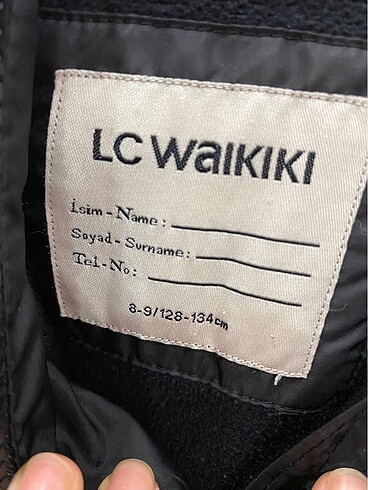 LC WAIKIKI
İsim - Name :
Soyad - Surname :
Tel - No :
8-9/128-134cm